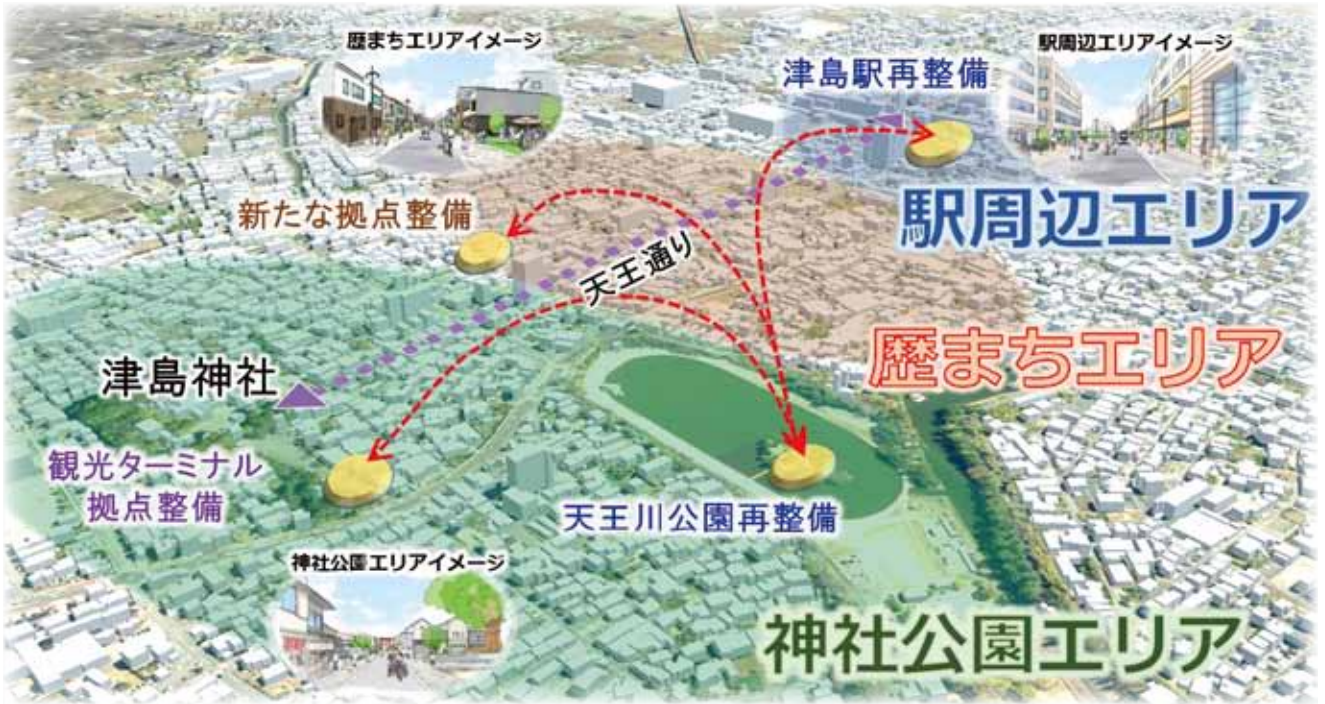 歴まちエリアイメージ
駅周辺エリアイメージ
津島駅再整備
新たな拠点整備
駅周辺エリア
天王通り
歴まちエリア
津島神社
観光ターミナル
拠点整備
天王川公園再整備
神社公園エリアイメージ
神社公園エリア